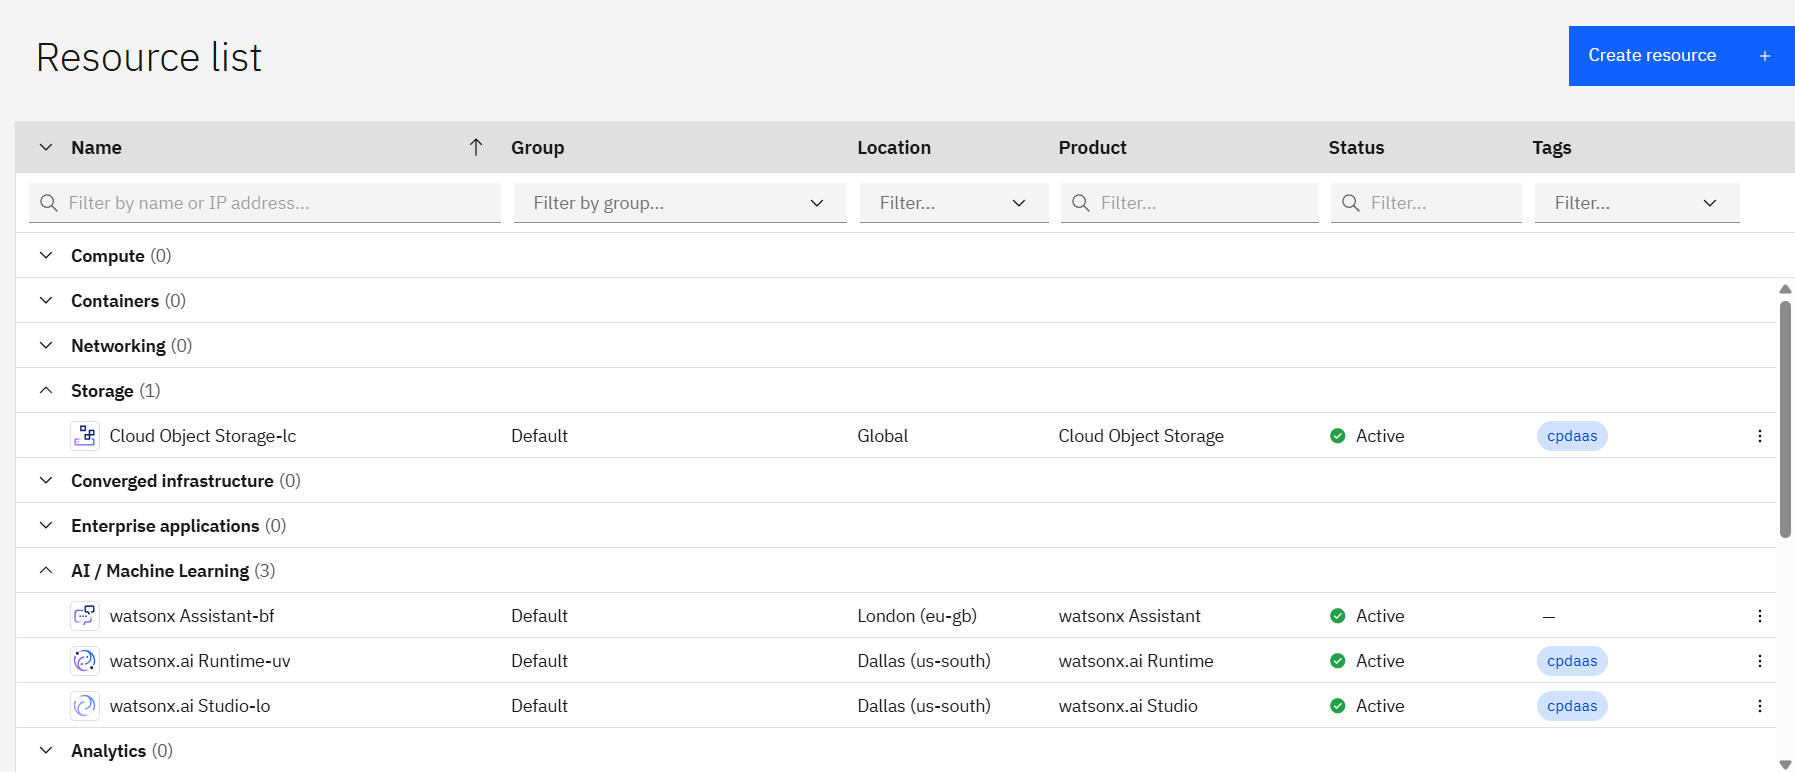 Resource list
Create resource +
Name Group Location Product Status Tags
Filter by name or IP address... Filter by group... Filter... Filter... Filter... Filter...
Compute (0)
Containers (0)
Networking (0)
Storage (1)
Cloud Object Storage-lc Default Global Cloud Object Storage Active cpdaas
Converged infrastructure (0)
Enterprise applications (0)
AI / Machine Learning (3)
watsonx Assistant-bf Default London (eu-gb) watsonx Assistant Active —
watsonx.ai Runtime-uv Default Dallas (us-south) watsonx.ai Runtime Active cpdaas
watsonx.ai Studio-lo Default Dallas (us-south) watsonx.ai Studio Active cpdaas
Analytics (0)